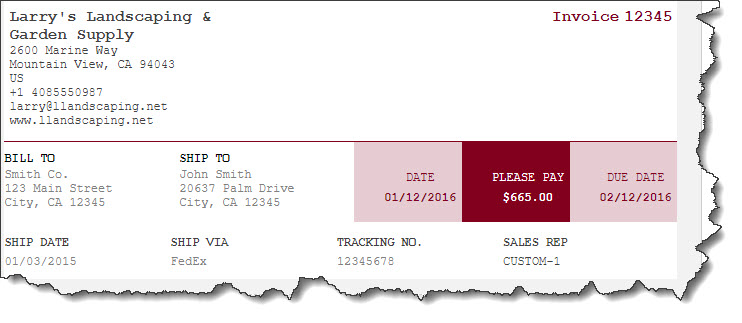 Larry's Landscaping &
Garden Supply
2600 Marine Way
Mountain View, CA 94043
US
+1 4085550987
larry@llandscaping.net
www.llandscaping.net
Invoice 12345
BILL TO
Smith Co.
123 Main Street
City, CA 12345
SHIP TO
John Smith
20637 Palm Drive
City, CA 12345
DATE
01/12/2016
PLEASE PAY
$665.00
DUE DATE
02/12/2016
SHIP DATE
01/03/2015
SHIP VIA
FedEx
TRACKING NO.
12345678
SALES REP
CUSTOM-1